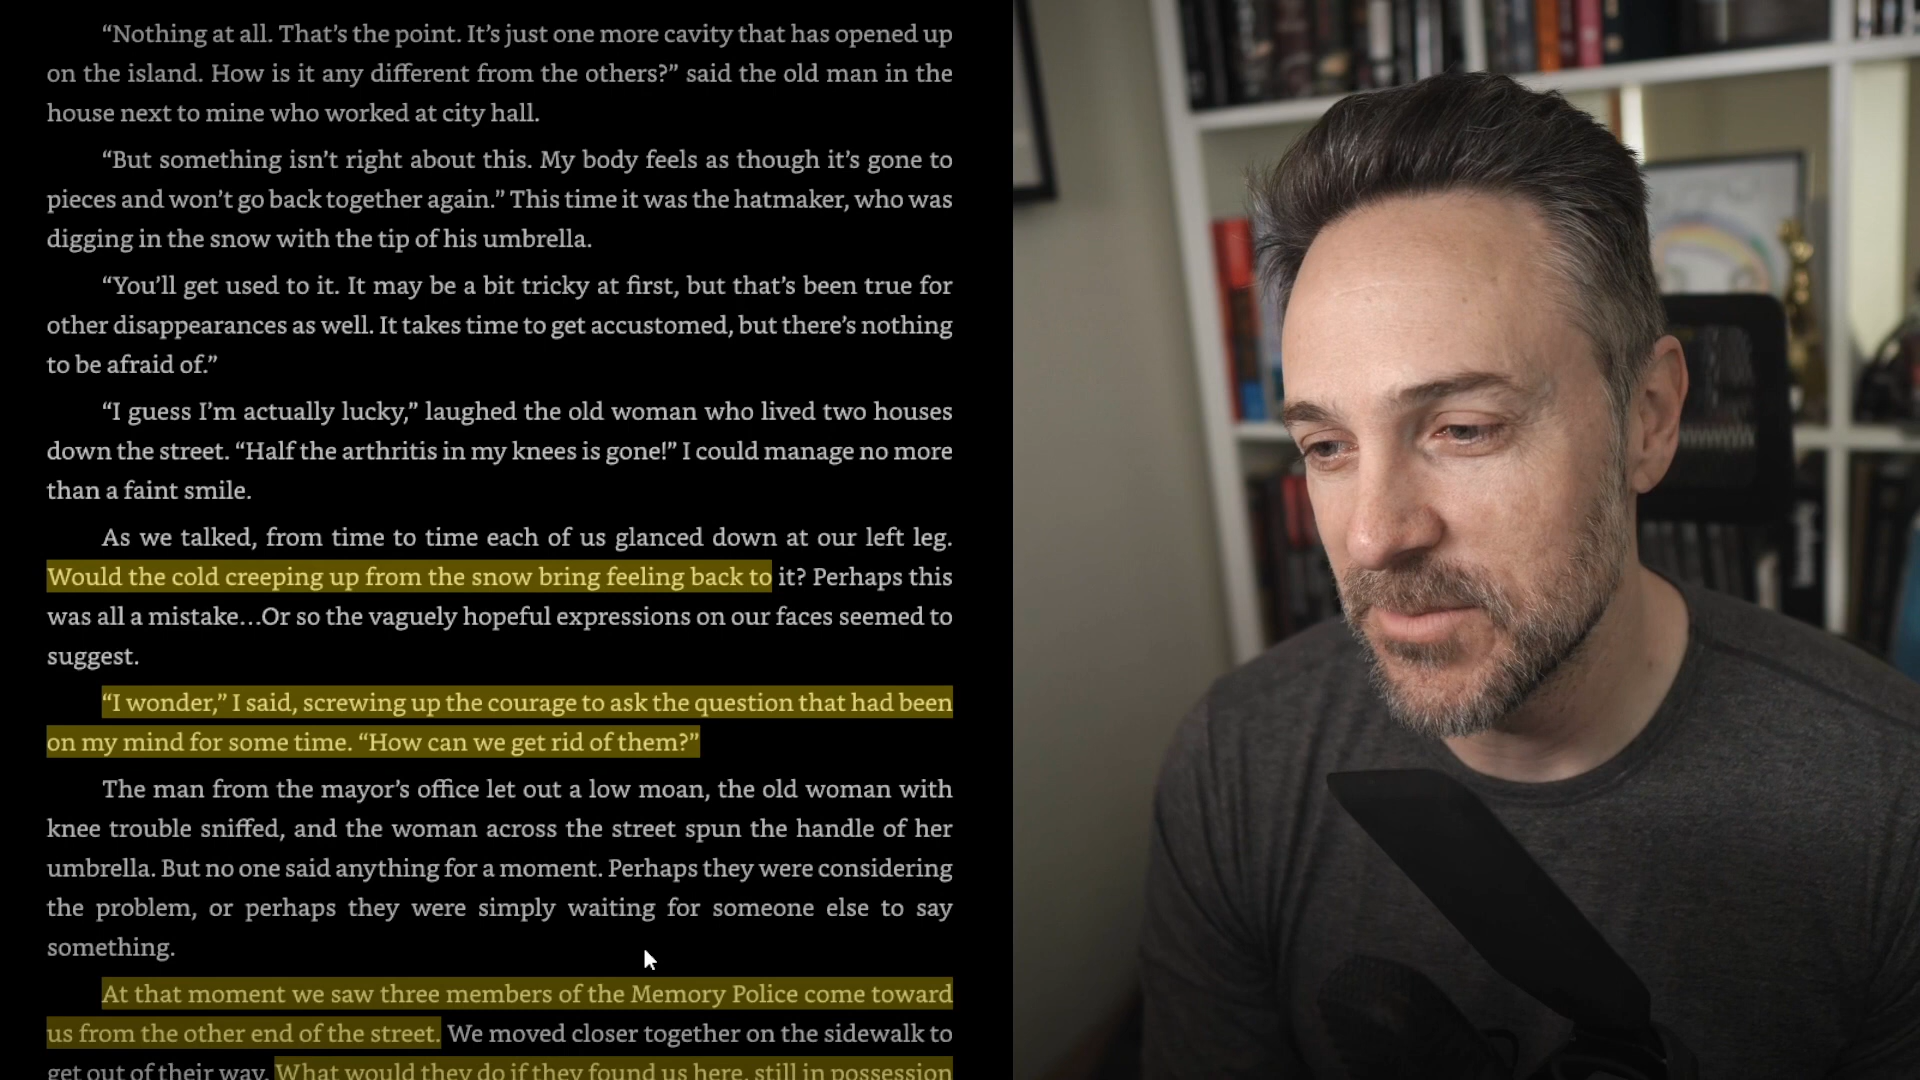 “Nothing at all. That’s the point. It’s just one more cavity that has opened up
on the island. How is it any different from the others?” said the old man in the
house next to mine who worked at city hall.
“But something isn’t right about this. My body feels as though it’s gone to
pieces and won’t go back together again.” This time it was the hatmaker, who was
digging in the snow with the tip of his umbrella.
“You’ll get used to it. It may be a bit tricky at first, but that’s been true for
other disappearances as well. It takes time to get accustomed, but there’s nothing
to be afraid of.”
“I guess I’m actually lucky,” laughed the old woman who lived two houses
down the street. “Half the arthritis in my knees is gone!” I could manage no more
than a faint smile.
As we talked, from time to time each of us glanced down at our left leg.
Would the cold creeping up from the snow bring feeling back to it? Perhaps this
was all a mistake…Or so the vaguely hopeful expressions on our faces seemed to
suggest.
“I wonder,” I said, screwing up the courage to ask the question that had been
on my mind for some time. “How can we get rid of them?”
The man from the mayor’s office let out a low moan, the old woman with
knee trouble sniffed, and the woman across the street spun the handle of her
umbrella. But no one said anything for a moment. Perhaps they were considering
the problem, or perhaps they were simply waiting for someone else to say
something.
At that moment we saw three members of the Memory Police come toward
us from the other end of the street. We moved closer together on the sidewalk to
get out of their way. What would they do if they found us here, still in possession